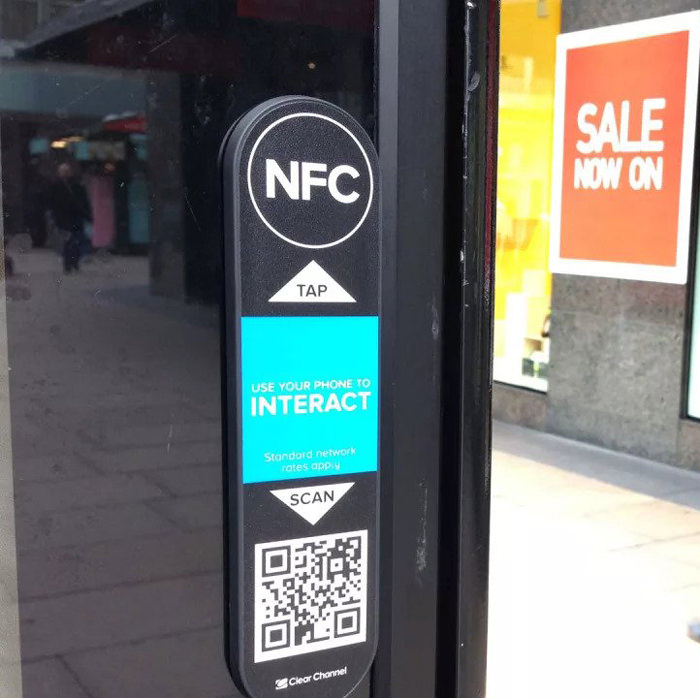 NFC
TAP
USE YOUR PHONE TO
INTERACT
Standard network
rates apply
SCAN
Clear Channel
SALE
NOW ON